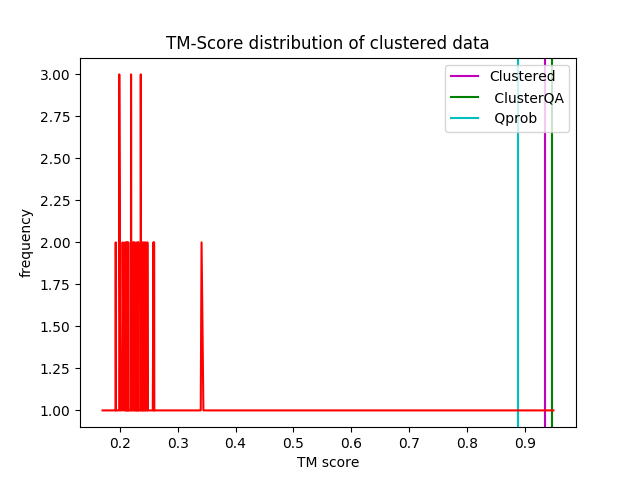 TM-Score distribution of clustered data
Clustered
ClusterQA
Qprob
frequency
3.00
2.75
2.50
2.25
2.00
1.75
1.50
1.25
1.00
0.2 0.3 0.4 0.5 0.6 0.7 0.8 0.9
TM score